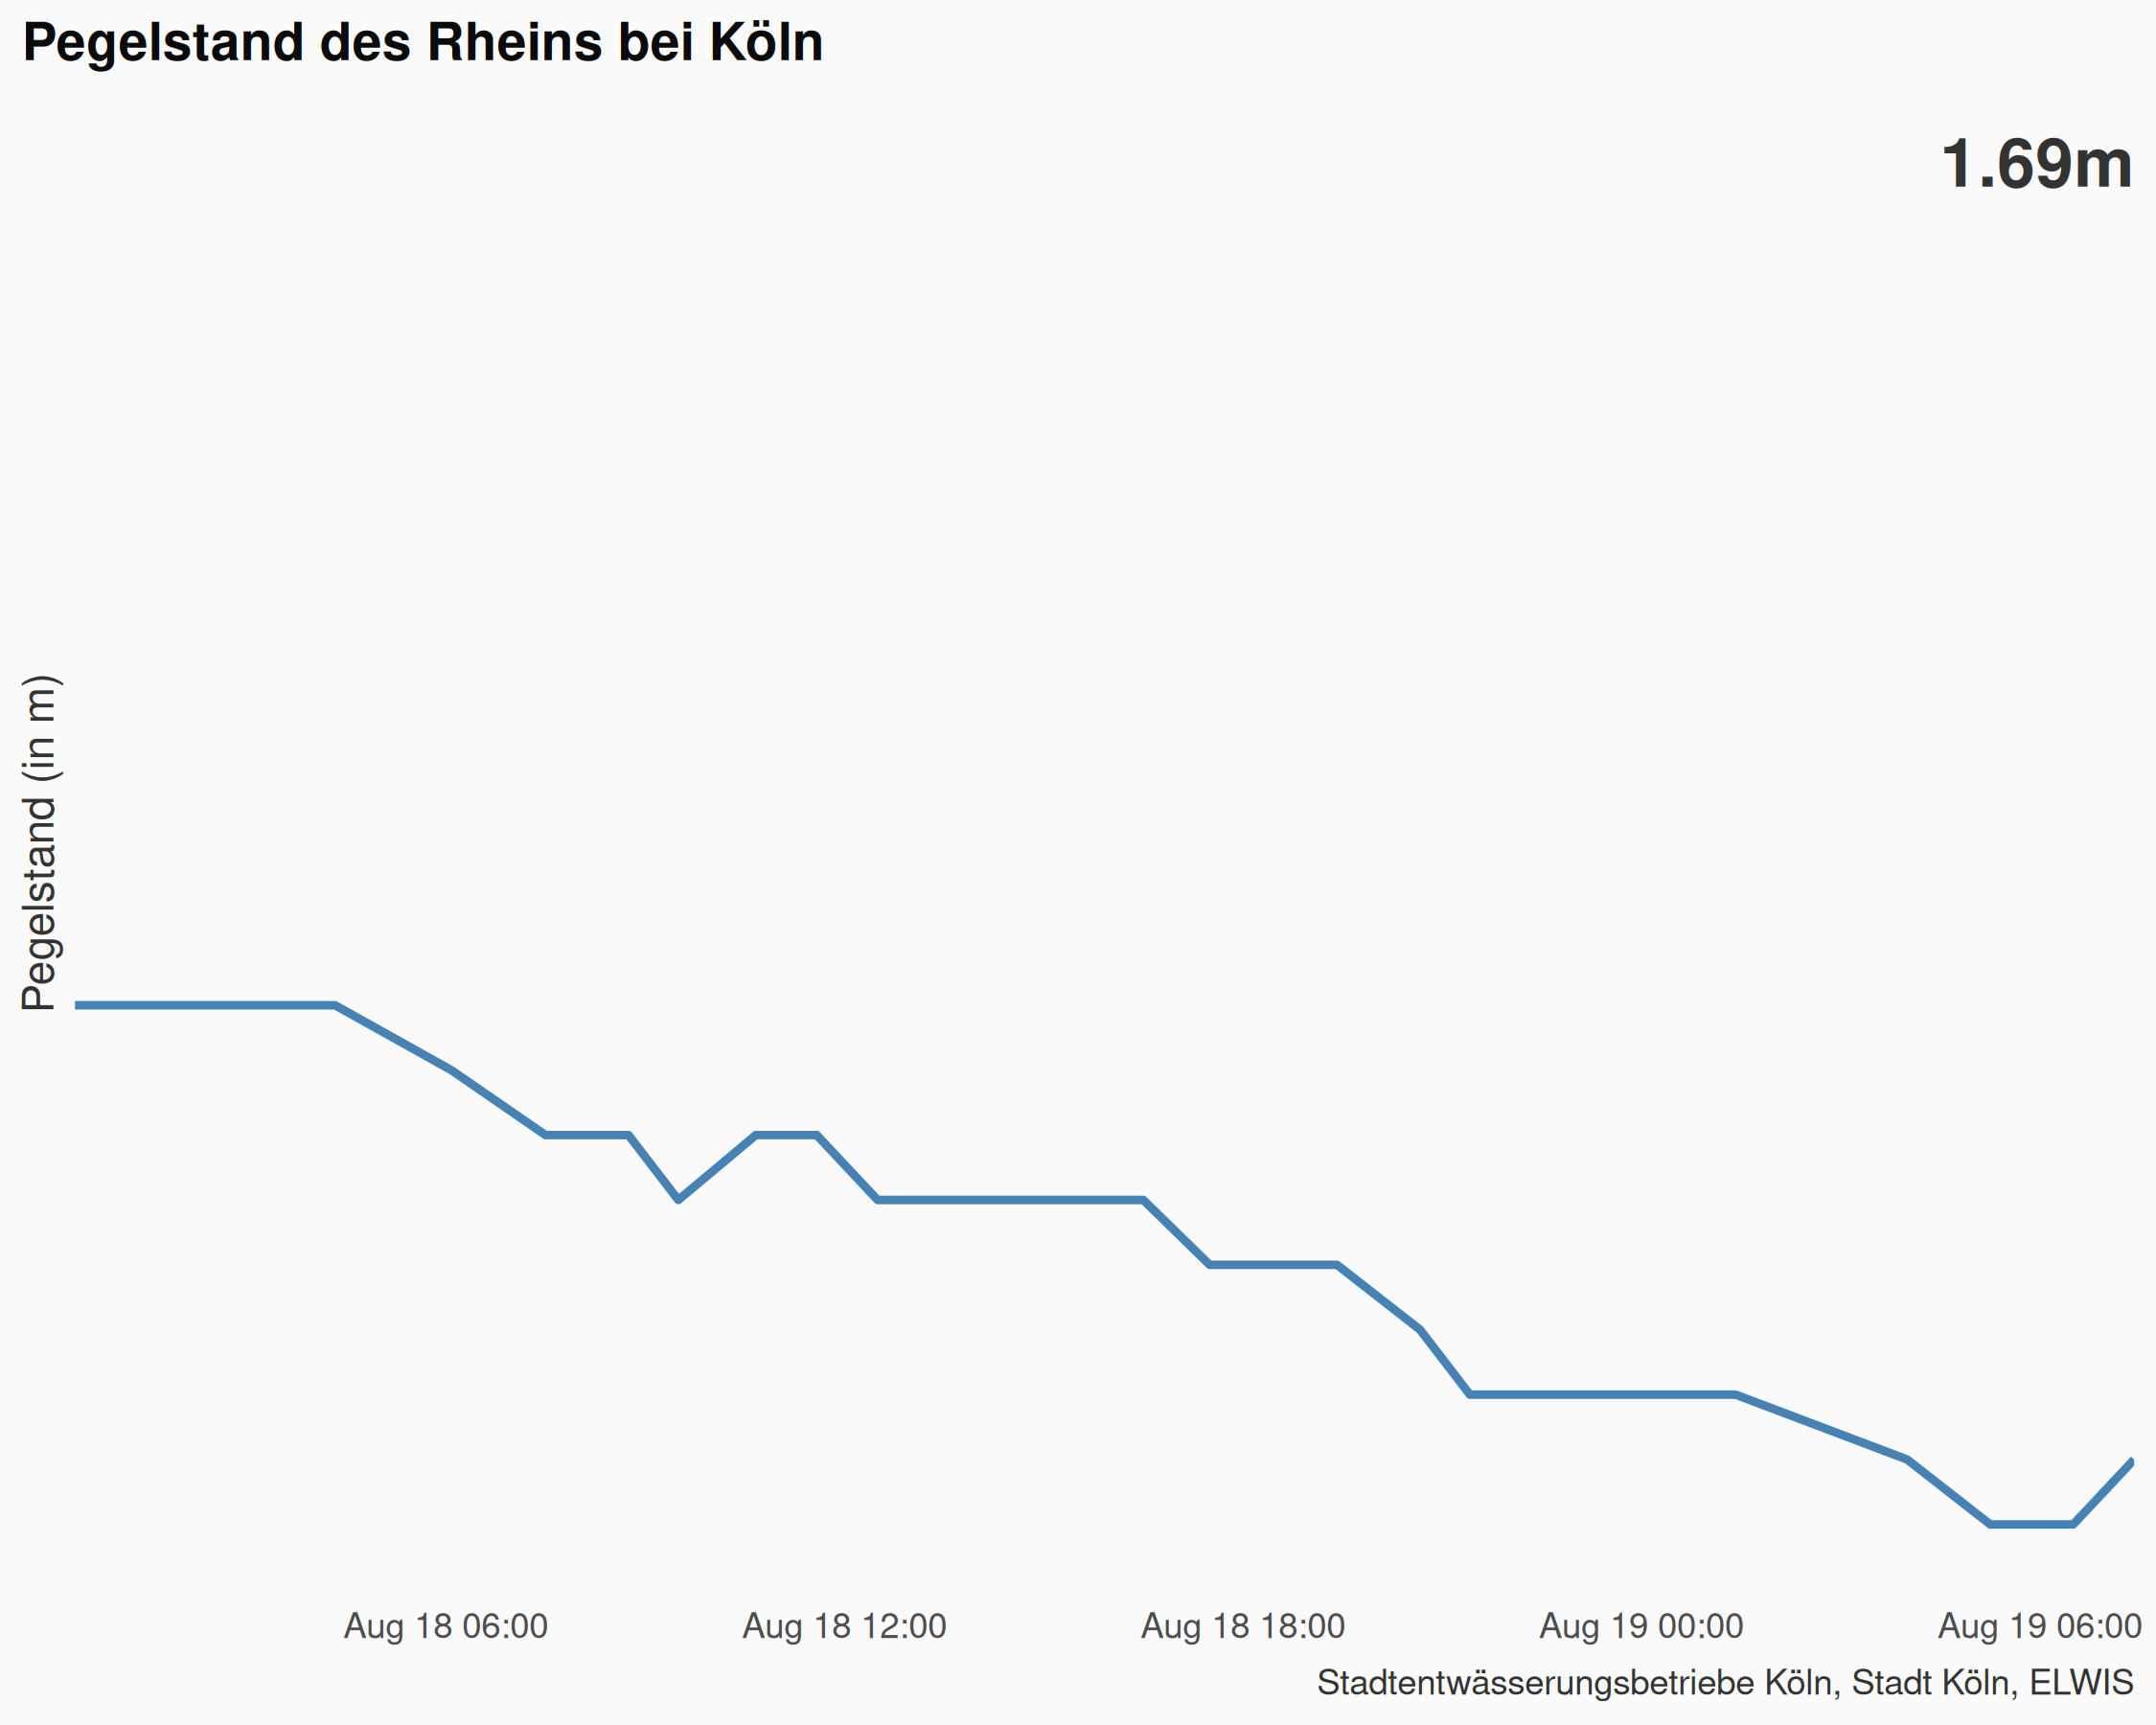 Pegelstand des Rheins bei Köln
1.69m
Pegelstand (in m)
Aug 18 06:00 Aug 18 12:00 Aug 18 18:00 Aug 19 00:00 Aug 19 06:00
Stadtentwässerungsbetriebe Köln, Stadt Köln, ELWIS